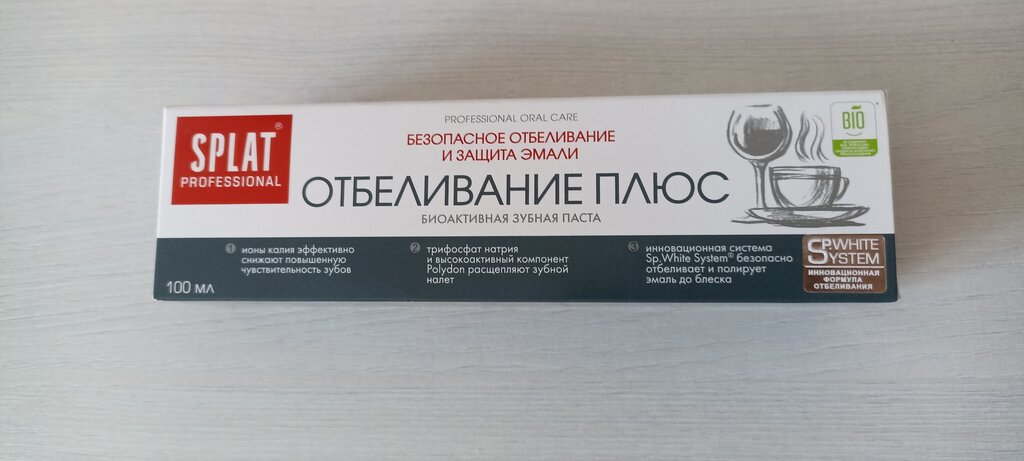 SPLAT®
PROFESSIONAL
PROFESSIONAL ORAL CARE
БЕЗОПАСНОЕ ОТБЕЛИВАНИЕ
И ЗАЩИТА ЭМАЛИ
ОТБЕЛИВАНИЕ ПЛЮС
БИОАКТИВНАЯ ЗУБНАЯ ПАСТА
BIO
1 ионы калия эффективно
снижают повышенную
чувствительность зубов
2 трифосфат натрия
и высокоактивный компонент
Polydon расщепляют зубной
налет
3 инновационная система
Sp.White System® безопасно
отбеливает и полирует
эмаль до блеска
SP.WHITE
SYSTEM
ИННОВАЦИОННАЯ
ФОРМУЛА
ОТБЕЛИВАНИЯ
100 МЛ